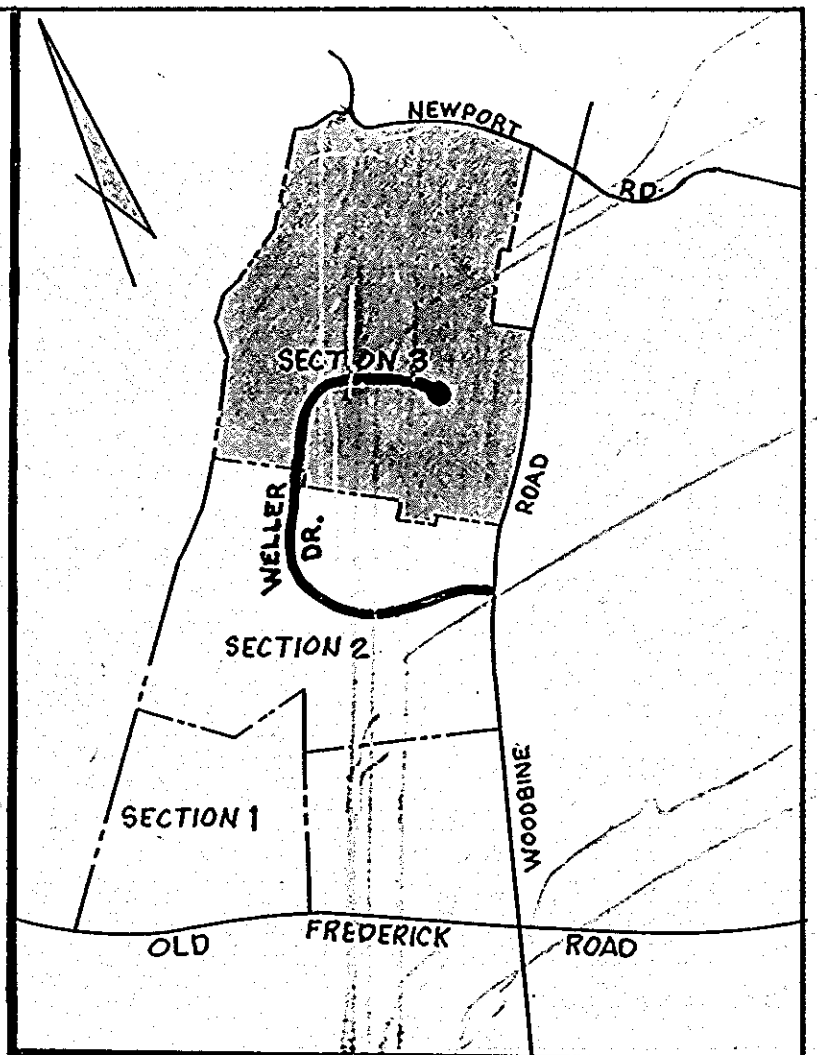 NEWPORT
RD.
SECTION 3
ROAD
WELLER
DR.
SECTION 2
WOODBINE
SECTION 1
OLD FREDERICK ROAD